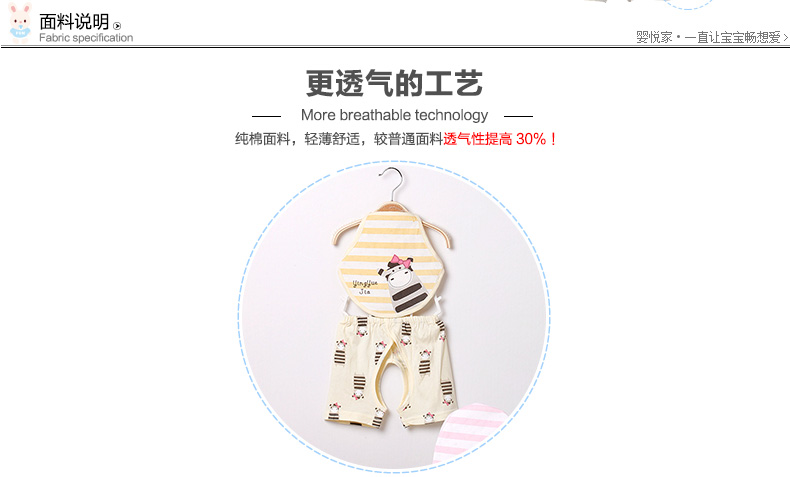 面料说明
Fabric specification
婴悦家•一直让宝宝畅想爱
更透气的工艺
More breathable technology
纯棉面料，轻薄舒适，较普通面料透气性提高 30%！
YingYue
Jia